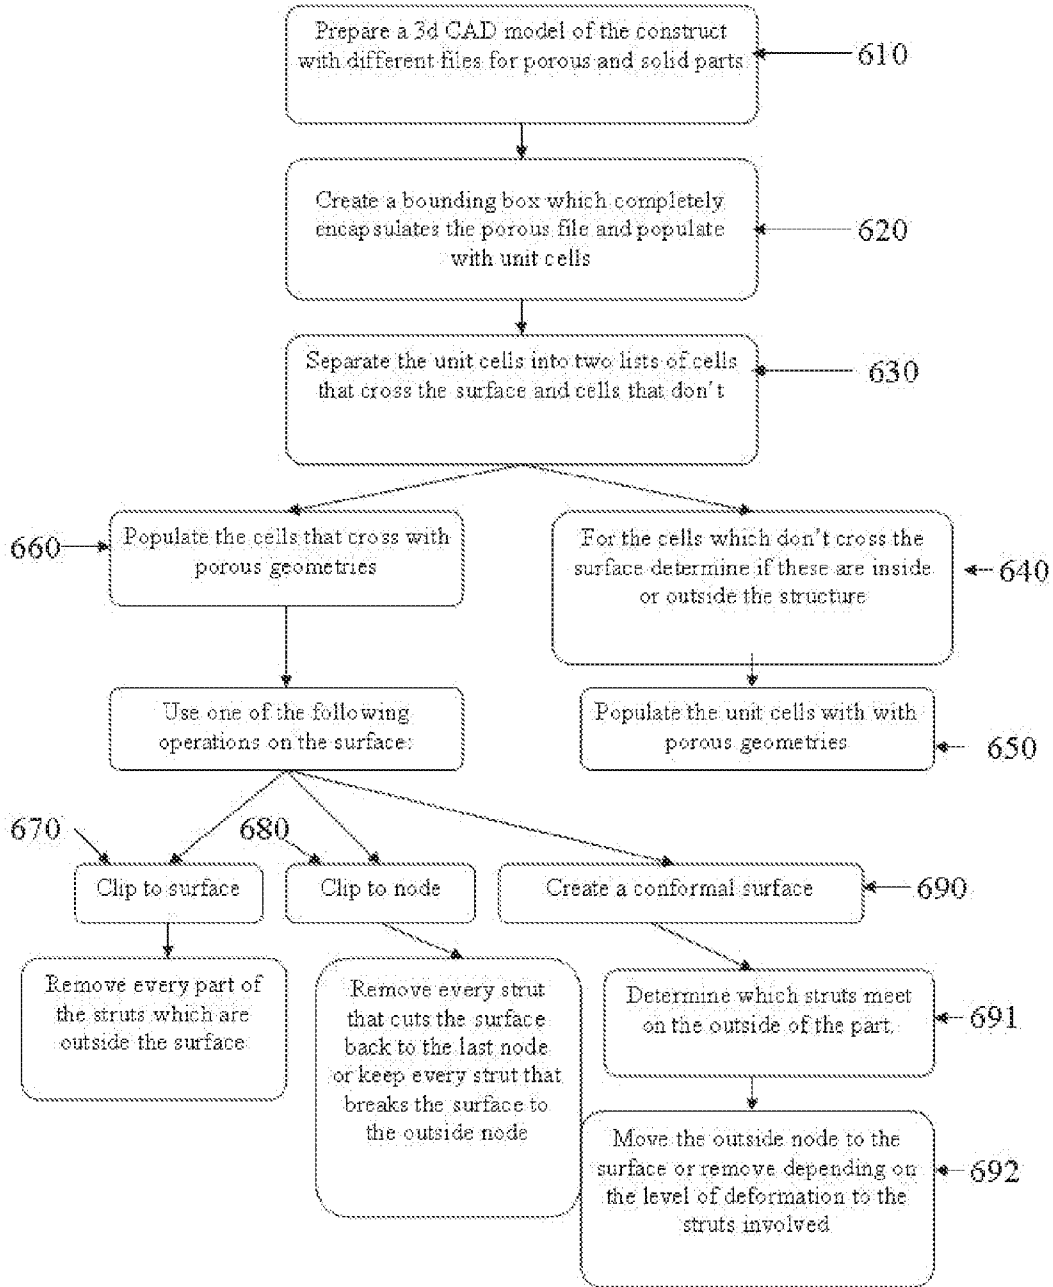 Prepare a 3d CAD model of the construct
with different files for porous and solid parts
610
Create a bounding box which completely
encapsulates the porous file and populate
with unit cells
620
Separate the unit cells into two lists of cells
that cross the surface and cells that don't
630
660
Populate the cells that cross with
porous geometries
For the cells which don't cross the
surface determine if these are inside
or outside the structure
640
Use one of the following
operations on the surface:
Populate the unit cells with with
porous geometries
650
670
680
Clip to surface
Clip to node
Create a conformal surface
690
Remove every part of
the struts which are
outside the surface
Remove every strut
that cuts the surface
back to the last node
or keep every strut that
breaks the surface to
the outside node
Determine which struts meet
on the outside of the part.
691
Move the outside node to the
surface or remove depending on
the level of deformation to the
struts involved
692